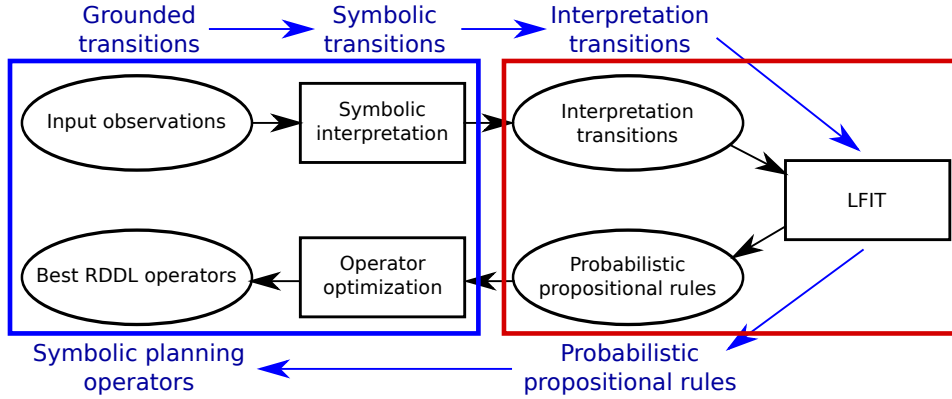 Grounded
transitions
Symbolic
transitions
Interpretation
transitions
Input observations
Symbolic
interpretation
Interpretation
transitions
LFIT
Best RDDL operators
Operator
optimization
Probabilistic
propositional rules
Symbolic planning
operators
Probabilistic
propositional rules